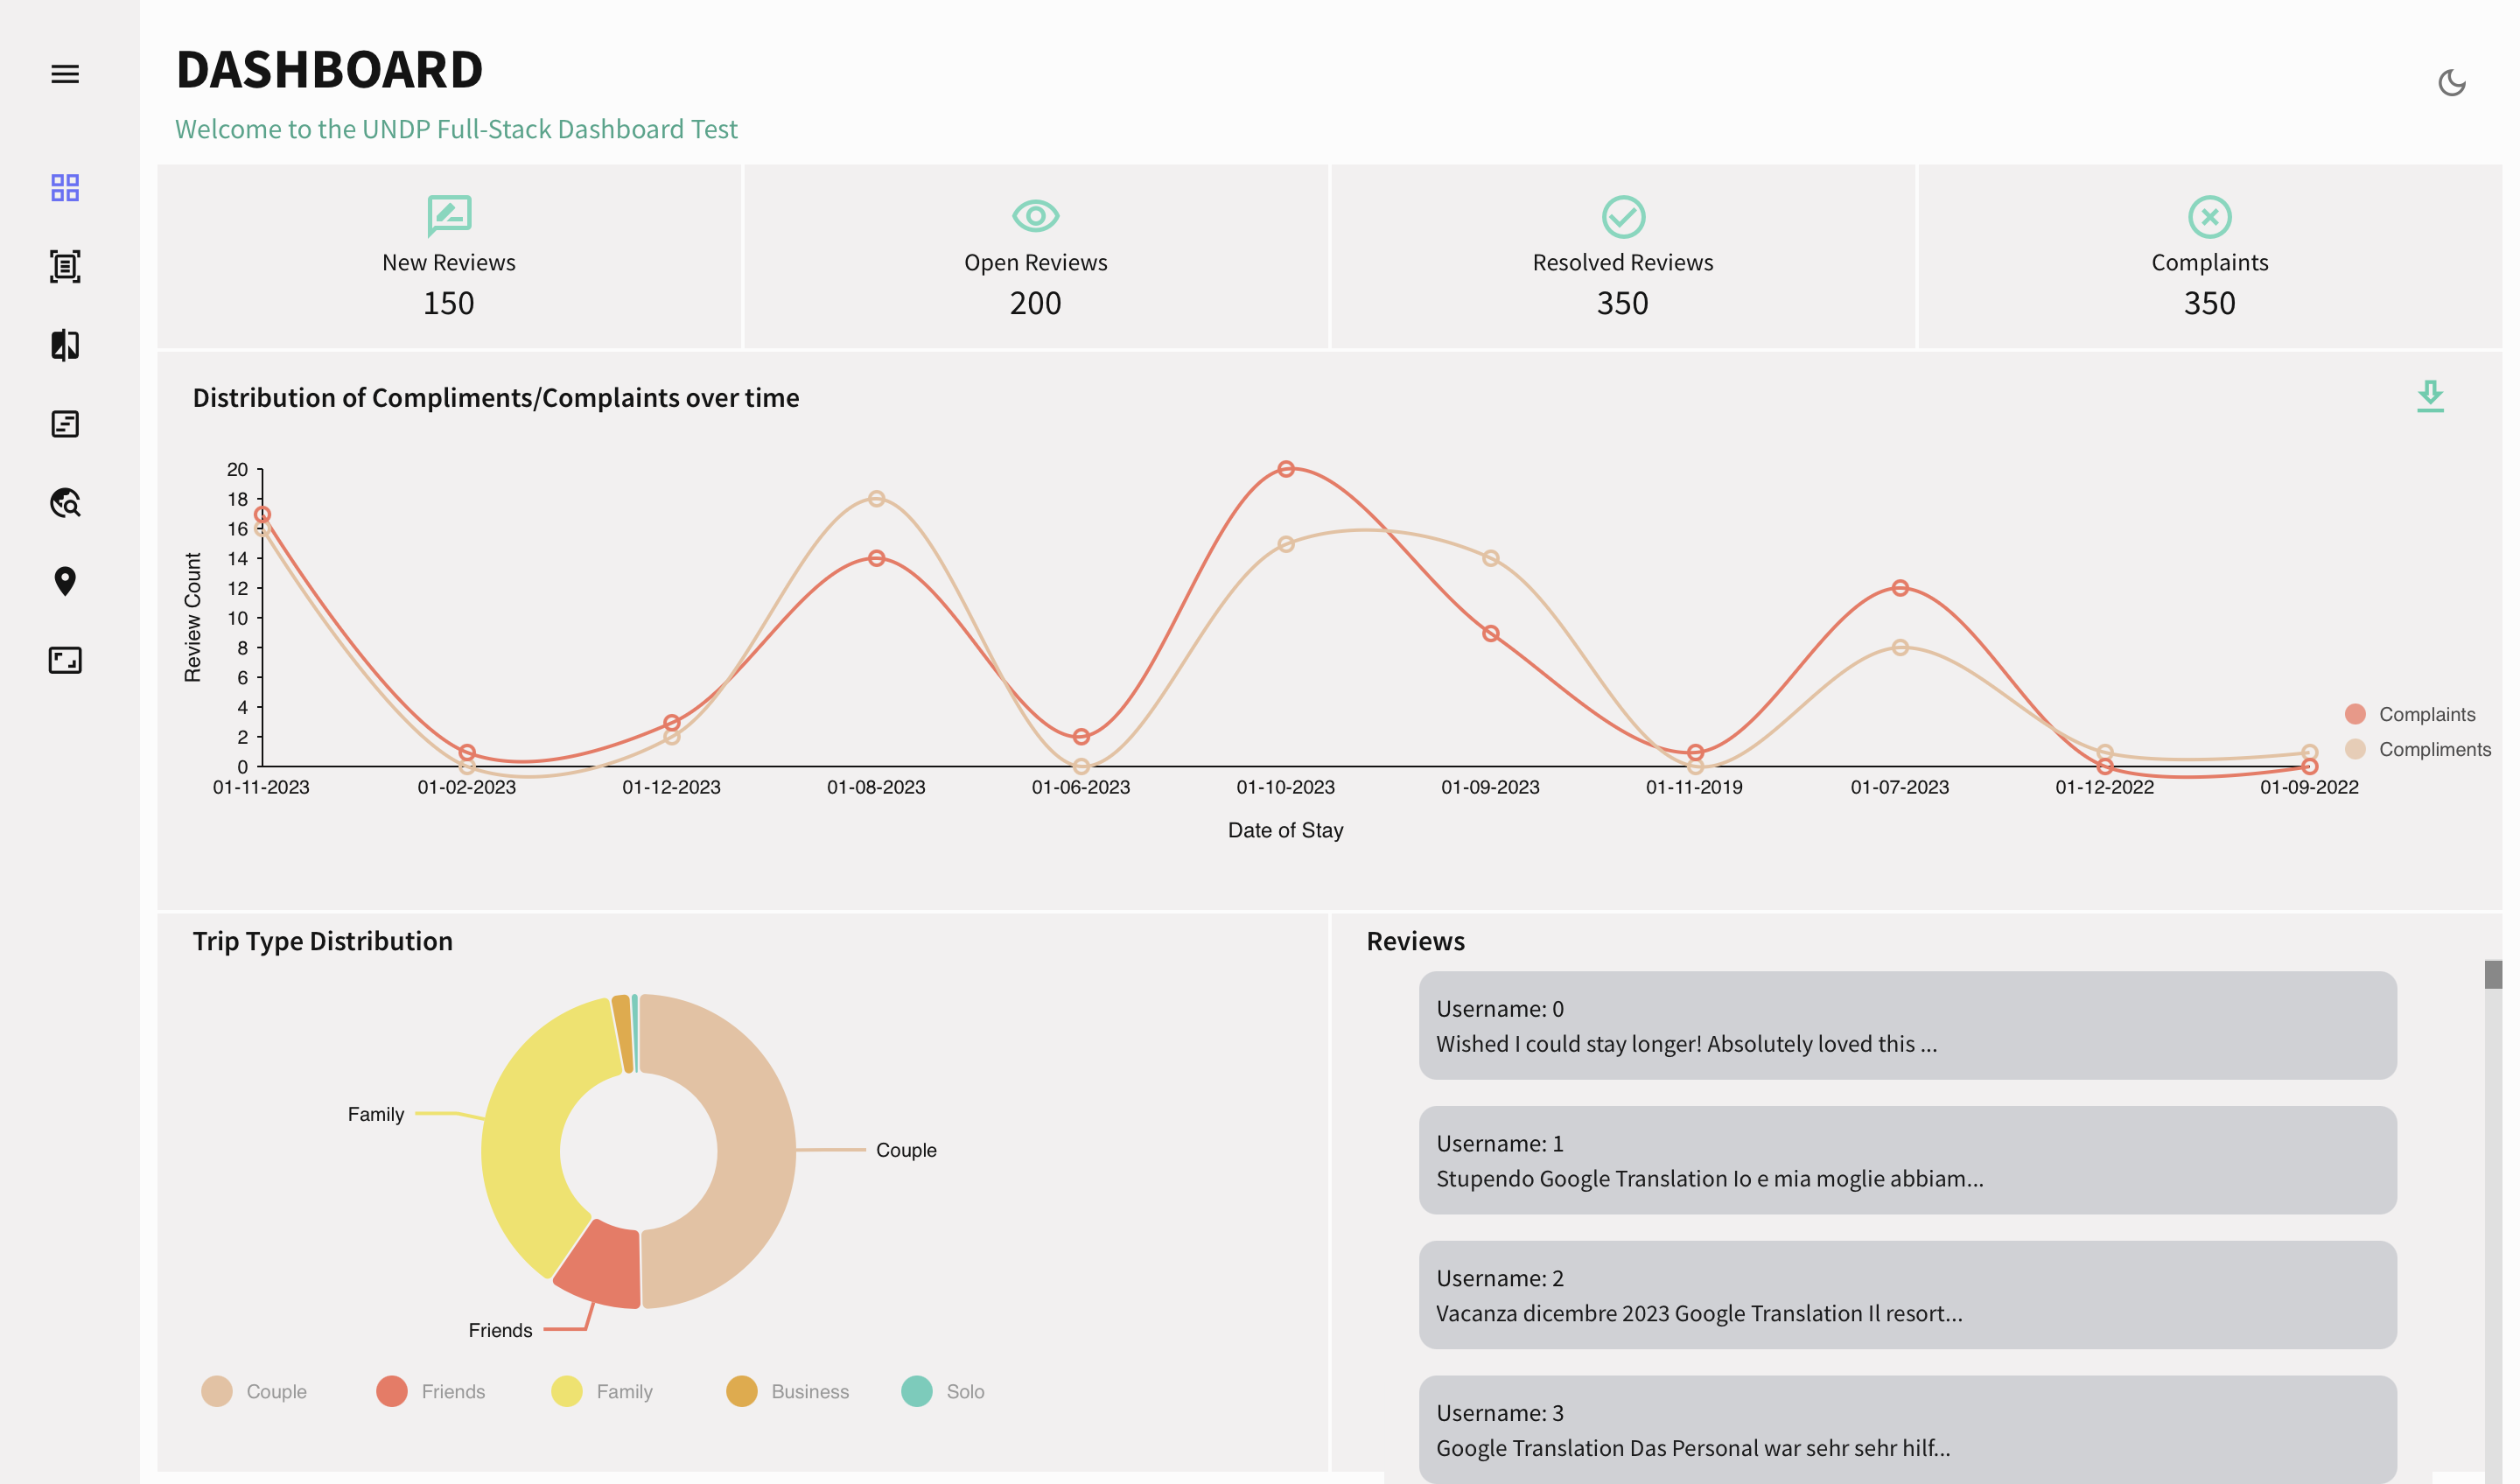 DASHBOARD
Welcome to the UNDP Full-Stack Dashboard Test
New Reviews
150
Open Reviews
200
Resolved Reviews
350
Complaints
350
Distribution of Compliments/Complaints over time
Review Count
20
18
16
14
12
10
8
6
4
2
0
01-11-2023 01-02-2023 01-12-2023 01-08-2023 01-06-2023 01-10-2023 01-09-2023 01-11-2019 01-07-2023 01-12-2022 01-09-2022
Date of Stay
Complaints
Compliments
Trip Type Distribution
Family
Couple
Friends
Couple Friends Family Business Solo
Reviews
Username: 0
Wished I could stay longer! Absolutely loved this ...
Username: 1
Stupendo Google Translation Io e mia moglie abbiam...
Username: 2
Vacanza dicembre 2023 Google Translation Il resort...
Username: 3
Google Translation Das Personal war sehr sehr hilf...